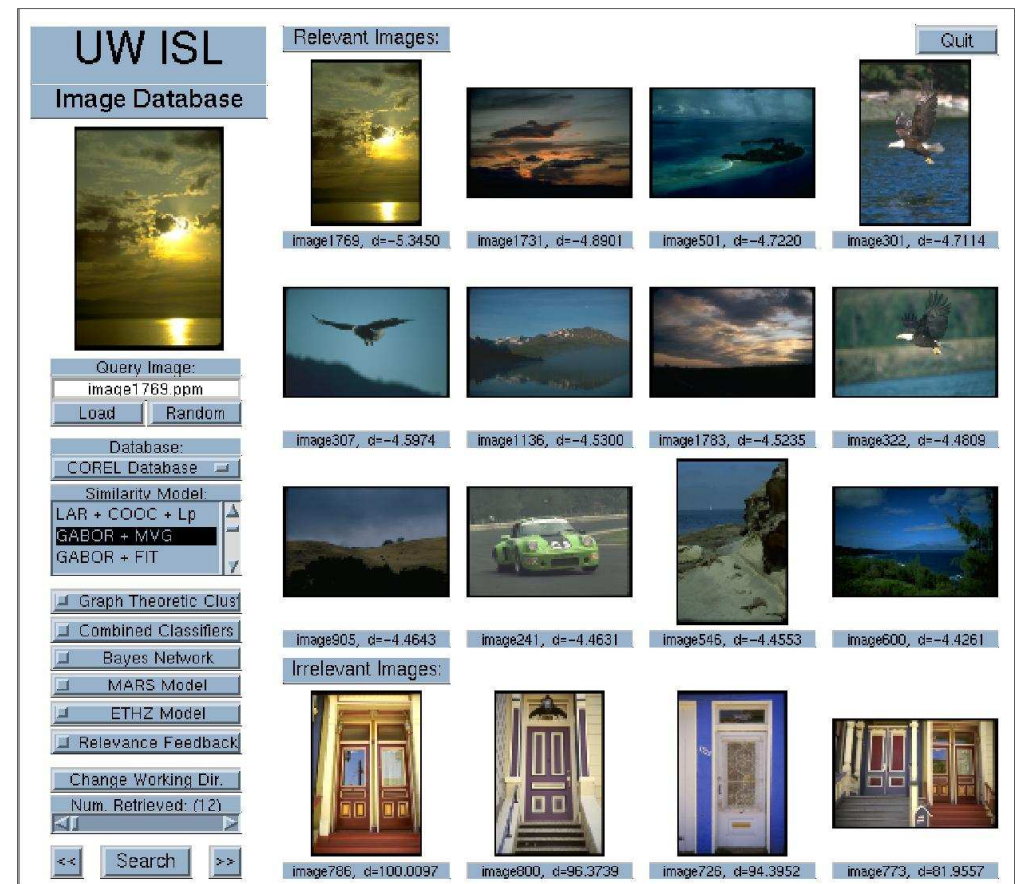 UW ISL
Image Database
Query Image:
image1769.ppm
Load Random
Database:
COREL Database
Similarity Model:
LAR + COOC + Lp
GABOR + MVG
GABOR + FIT
Graph Theoretic Clust
Combined Classifiers
Bayes Network
MARS Model
ETHZ Model
Relevance Feedback
Change Working Dir.
Num. Retrieved: (12)
<< Search >>
Relevant Images:
Quit
image1769, d=-5.3450
image1731, d=-4.8901
image501, d=-4.7220
image301, d=-4.7114
image307, d=-4.5974
image1136, d=-4.5300
image1783, d=-4.5235
image322, d=-4.4809
image905, d=-4.4643
image241, d=-4.4631
image546, d=-4.4553
image600, d=-4.4261
Irrelevant Images:
image786, d=100.0097
image800, d=96.3739
image726, d=94.3952
image773, d=81.9557